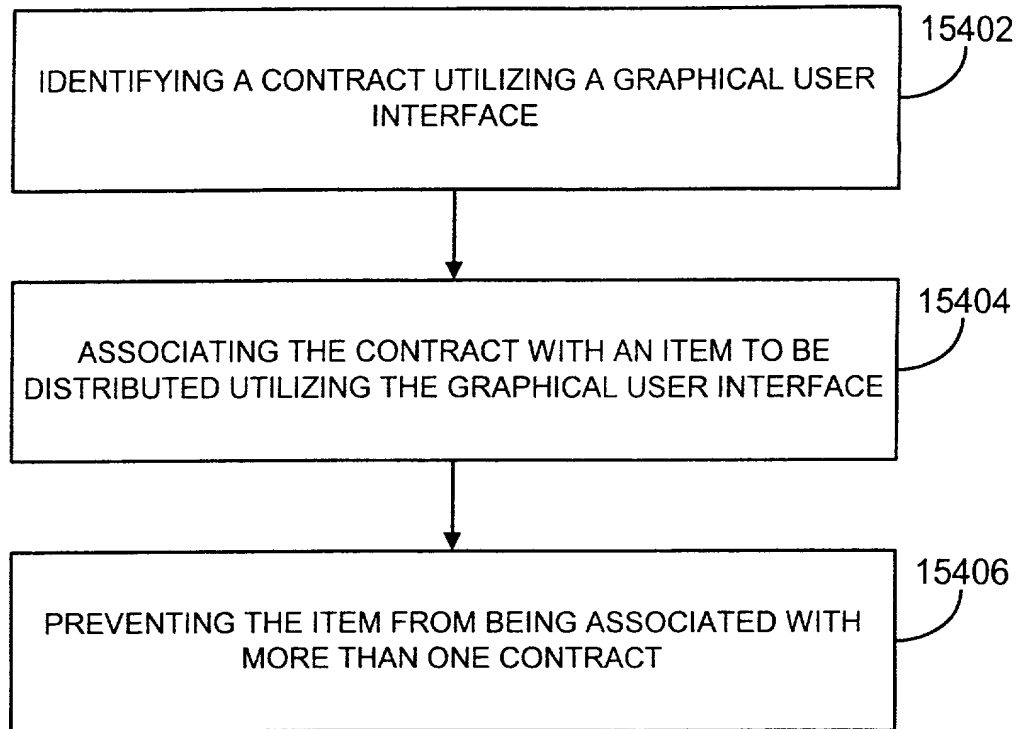 15402
IDENTIFYING A CONTRACT UTILIZING A GRAPHICAL USER
INTERFACE
15404
ASSOCIATING THE CONTRACT WITH AN ITEM TO BE
DISTRIBUTED UTILIZING THE GRAPHICAL USER INTERFACE
15406
PREVENTING THE ITEM FROM BEING ASSOCIATED WITH
MORE THAN ONE CONTRACT